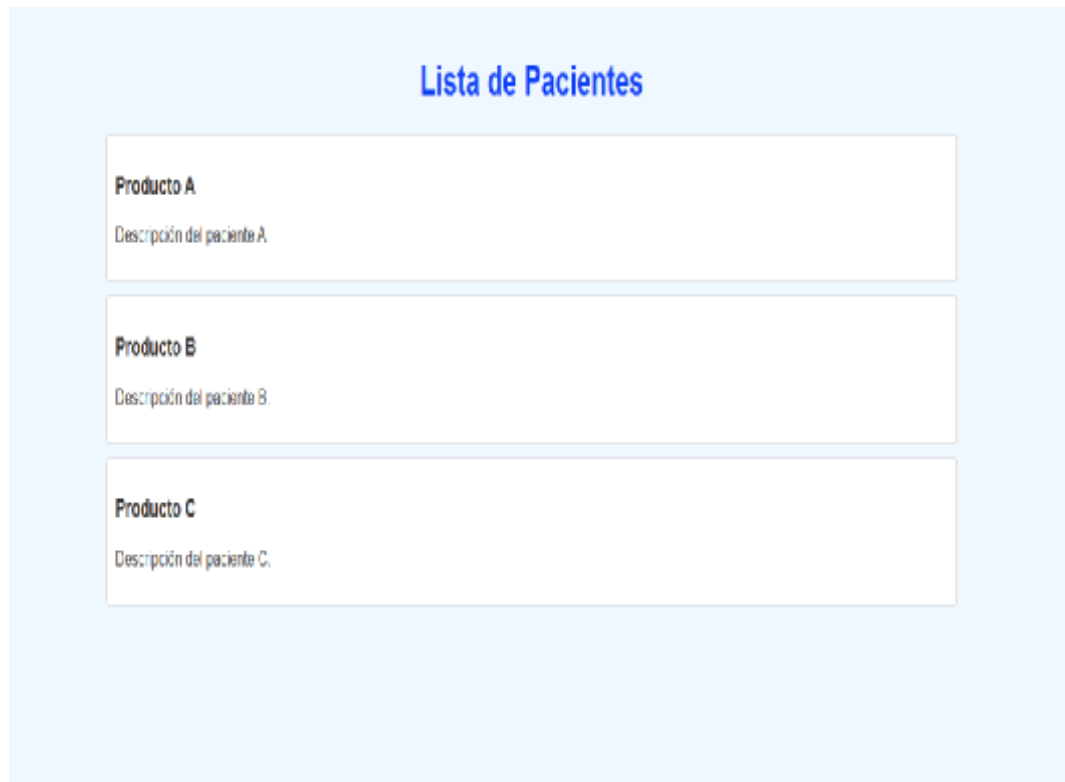 Lista de Pacientes
Producto A
Descripción del paciente A
Producto B
Descripción del paciente B.
Producto C
Descripción del paciente C.